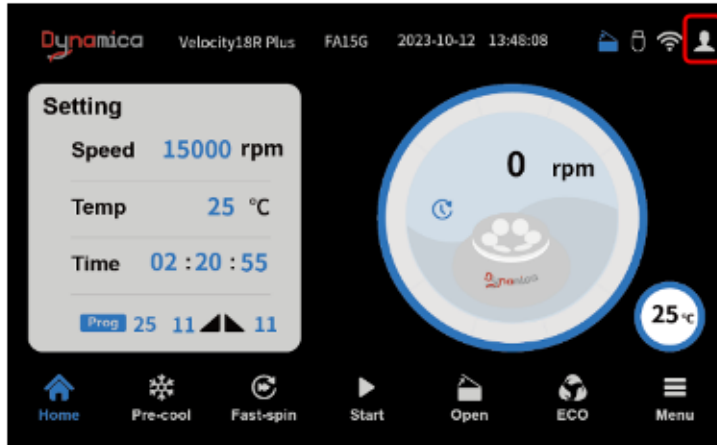 Dynamica Velocity18R Plus FA15G 2023-10-12 13:48:08
Setting
Speed 15000 rpm
Temp 25 °C
Time 02 : 20 : 55
Prog 25 11 11
0 rpm
Dynamica
25 °C
Home Pre-cool Fast-spin Start Open ECO Menu